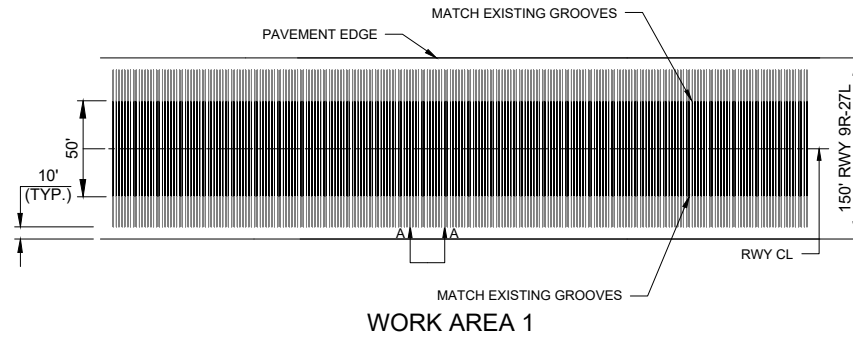 MATCH EXISTING GROOVES
PAVEMENT EDGE
50'
10'
(TYP.)
150' RWY 9R-27L
A A
RWY CL
MATCH EXISTING GROOVES
WORK AREA 1